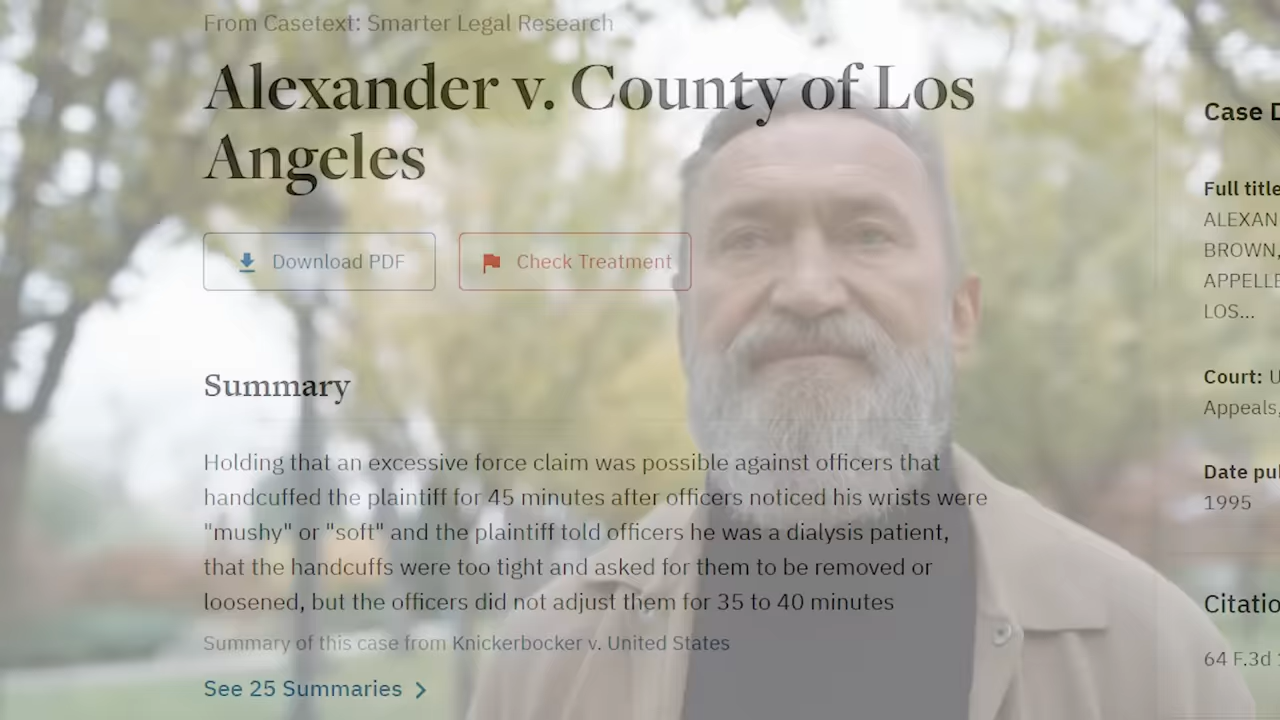 From Casetext: Smarter Legal Research
Alexander v. County of Los
Angeles
Download PDF
Check Treatment
Summary
Holding that an excessive force claim was possible against officers that
handcuffed the plaintiff for 45 minutes after officers noticed his wrists were
"mushy" or "soft" and the plaintiff told officers he was a dialysis patient,
that the handcuffs were too tight and asked for them to be removed or
loosened, but the officers did not adjust them for 35 to 40 minutes
Summary of this case from Knickerbocker v. United States
See 25 Summaries
Case D
Full title
ALEXAN
BROWN,
APPELLE
LOS...
Court: U
Appeals,
Date pub
1995
Citatio
64 F.3d